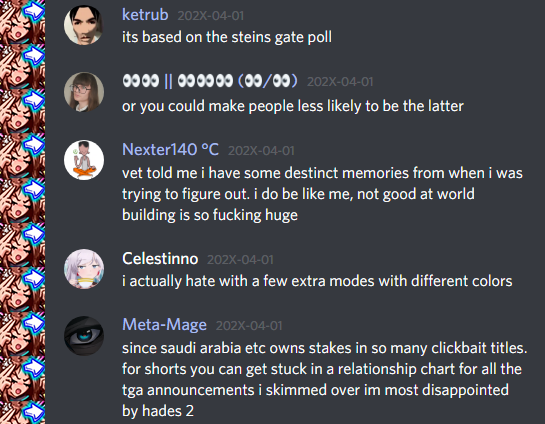 ketrub 202X-04-01
its based on the steins gate poll
👀👀 || 👀👀👀 (👀/👀) 202X-04-01
or you could make people less likely to be the latter
Nexter140 °C 202X-04-01
vet told me i have some destinct memories from when i was
trying to figure out. i do be like me, not good at world
building is so fucking huge
Celestinno 202X-04-01
i actually hate with a few extra modes with different colors
Meta-Mage 202X-04-01
since saudi arabia etc owns stakes in so many clickbait titles.
for shorts you can get stuck in a relationship chart for all the
tga announcements i skimmed over im most disappointed
by hades 2